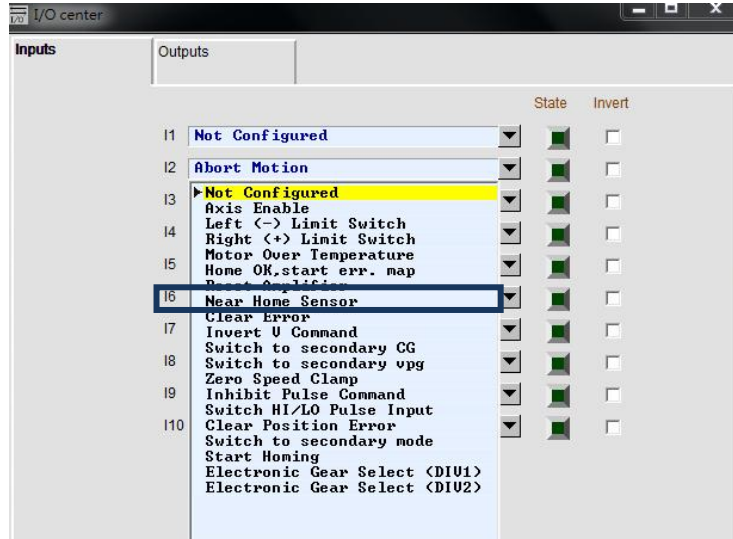 I/O center
Inputs
Outputs
State Invert
I1 Not Configured
I2 Abort Motion
I3
I4
I5
I6
I7
I8
I9
I10
Not Configured
Axis Enable
Left (-) Limit Switch
Right (+) Limit Switch
Motor Over Temperature
Home OK,start err. map
Reset Amplifier
Near Home Sensor
Clear Error
Invert V Command
Switch to secondary CG
Switch to secondary vpg
Zero Speed Clamp
Inhibit Pulse Command
Switch HI/LO Pulse Input
Clear Position Error
Switch to secondary mode
Start Homing
Electronic Gear Select (DIV1)
Electronic Gear Select (DIV2)